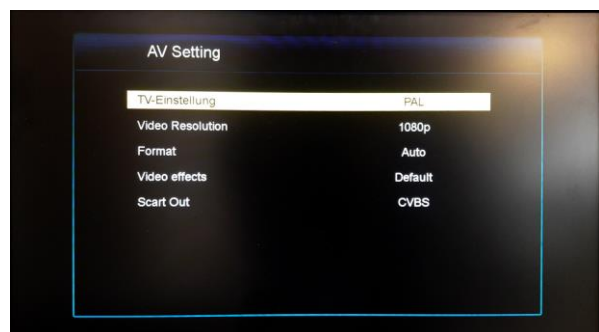 AV Setting
TV-Einstellung PAL
Video Resolution 1080p
Format Auto
Video effects Default
Scart Out CVBS